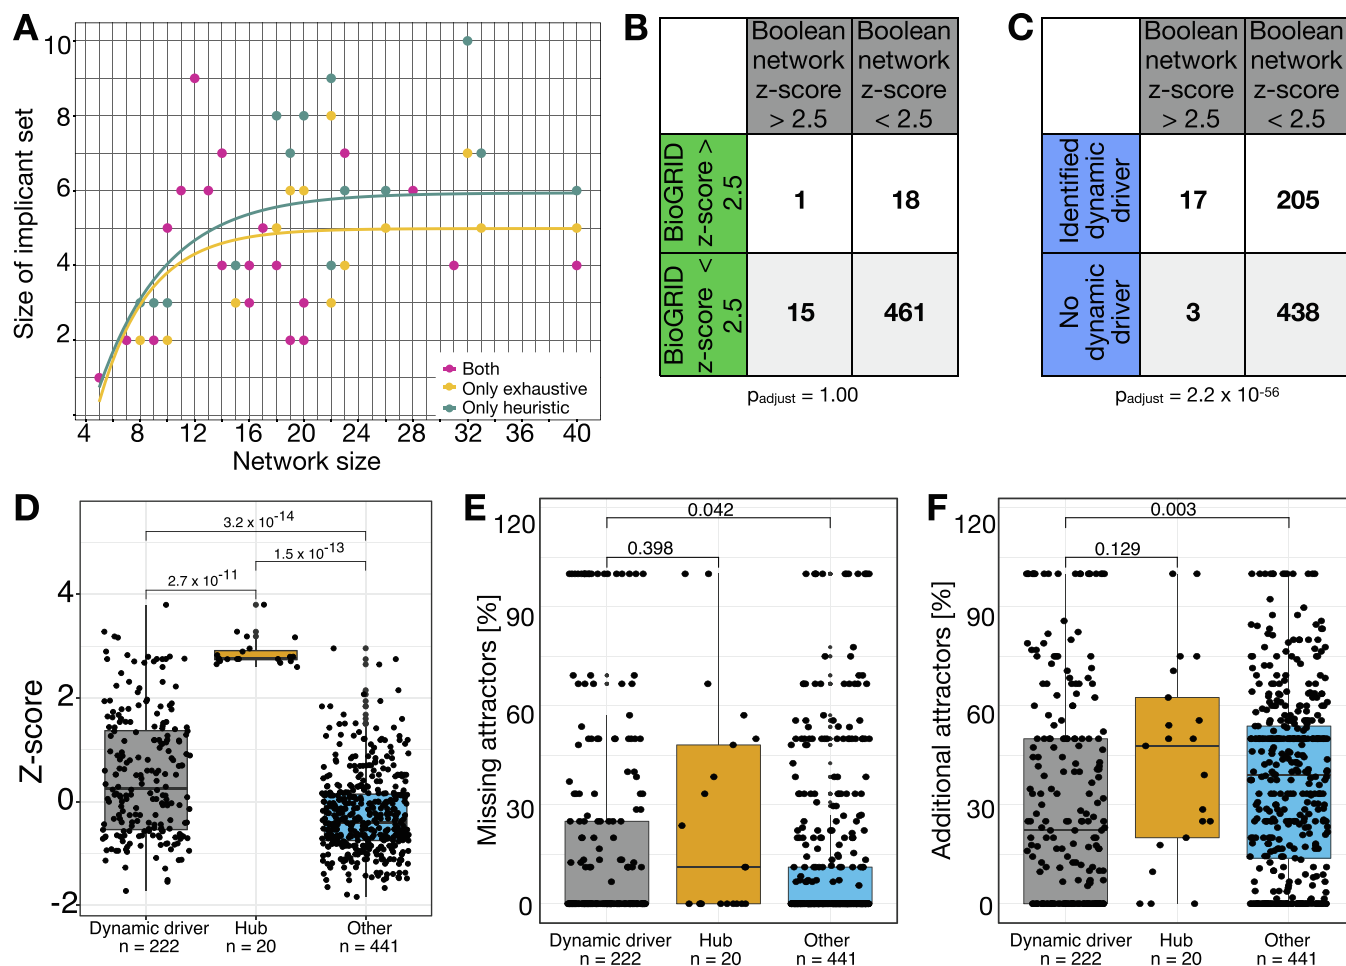 A
Size of implicant set
10
8
6
4
2
4 8 12 16 20 24 28 32 36 40
Network size
Both
Only exhaustive
Only heuristic
B
Boolean network z-score > 2.5
Boolean network z-score < 2.5
BioGRID z-score > 2.5
1 18
BioGRID z-score < 2.5
15 461
padjust = 1.00
C
Boolean network z-score > 2.5
Boolean network z-score < 2.5
Identified dynamic driver
17 205
No dynamic driver
3 438
padjust = 2.2 x 10-56
D
Z-score
4
2
0
-2
3.2 x 10-14
1.5 x 10-13
2.7 x 10-11
Dynamic driver Hub Other
n = 222 n = 20 n = 441
E
Missing attractors [%]
120
90
60
30
0
0.042
0.398
Dynamic driver Hub Other
n = 222 n = 20 n = 441
F
Additional attractors [%]
120
90
60
30
0
0.003
0.129
Dynamic driver Hub Other
n = 222 n = 20 n = 441